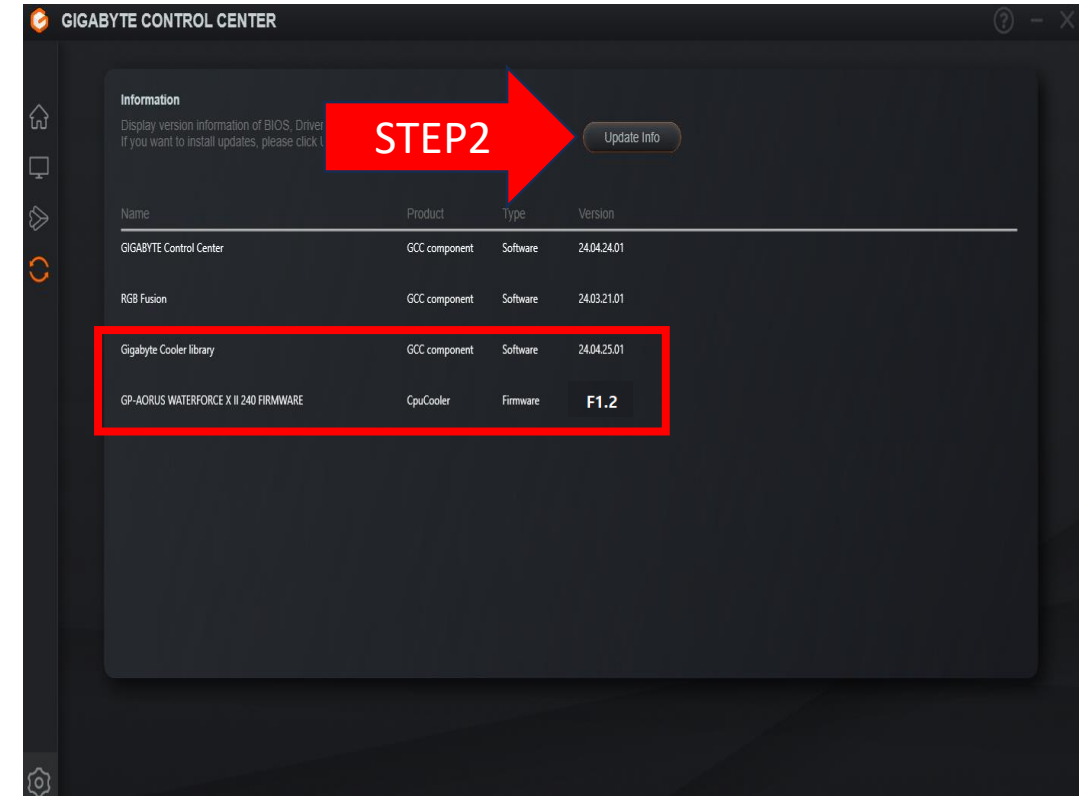 GIGABYTE CONTROL CENTER
Information
Display version information of BIOS, Driver
If you want to install updates, please click
STEP2
Update Info
Name Product Type Version
GIGABYTE Control Center GCC component Software 24.04.24.01
RGB Fusion GCC component Software 24.03.21.01
Gigabyte Cooler library GCC component Software 24.04.25.01
GP-AORUS WATERFORCE X II 240 FIRMWARE CpuCooler Firmware F1.2